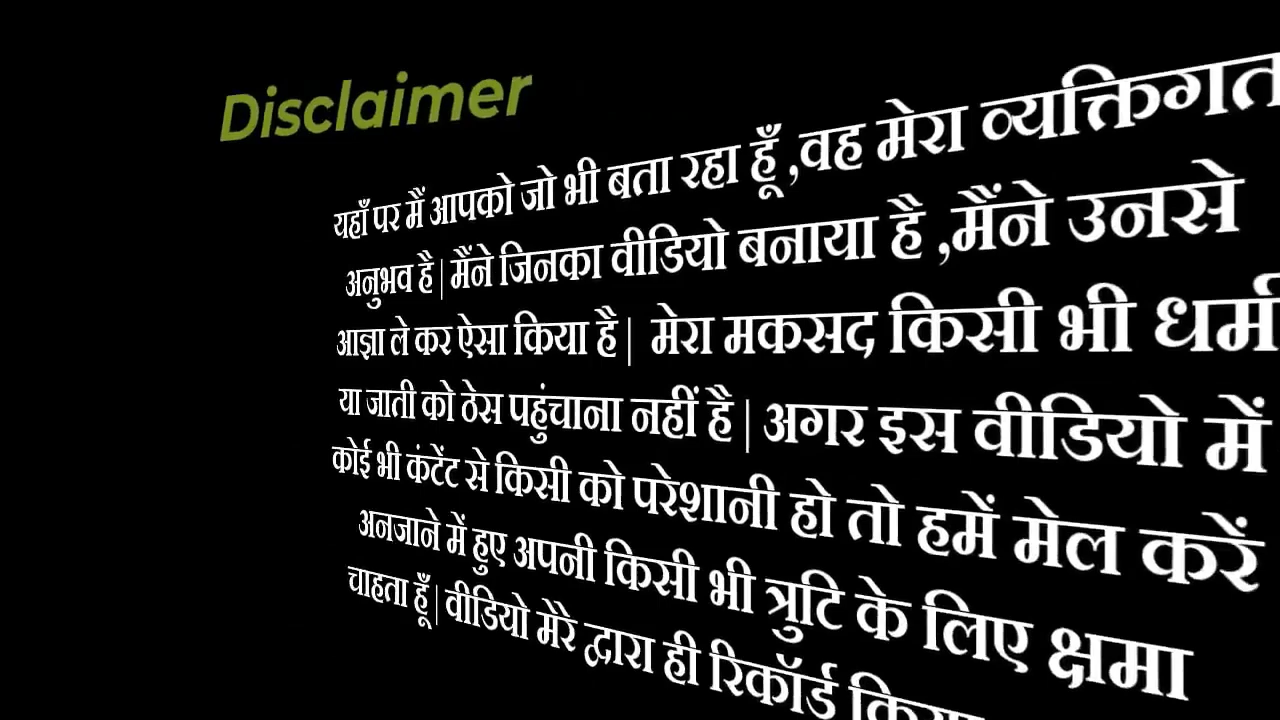 Disclaimer
यहाँ पर मैं आपको जो भी बता रहा हूँ ,वह मेरा व्यक्तिगत
अनुभव है | मैंने जिनका वीडियो बनाया है ,मैंने उनसे
आज्ञा ले कर ऐसा किया है | मेरा मकसद किसी भी धर्म
या जाती को ठेस पहुंचाना नहीं है | अगर इस वीडियो में
कोई भी कंटेंट से किसी को परेशानी हो तो हमें मेल करें
अनजाने में हुए अपनी किसी भी त्रुटि के लिए क्षमा
चाहता हूँ | वीडियो मेरे द्वारा ही रिकॉर्ड